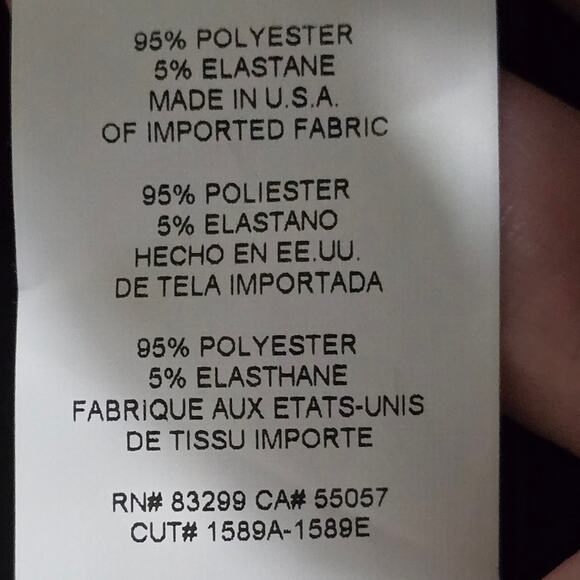 95% POLYESTER
5% ELASTANE
MADE IN U.S.A.
OF IMPORTED FABRIC
95% POLIESTER
5% ELASTANO
HECHO EN EE.UU.
DE TELA IMPORTADA
95% POLYESTER
5% ELASTHANE
FABRiQUE AUX ETATS-UNIS
DE TISSU IMPORTE
RN# 83299 CA# 55057
CUT# 1589A-1589E